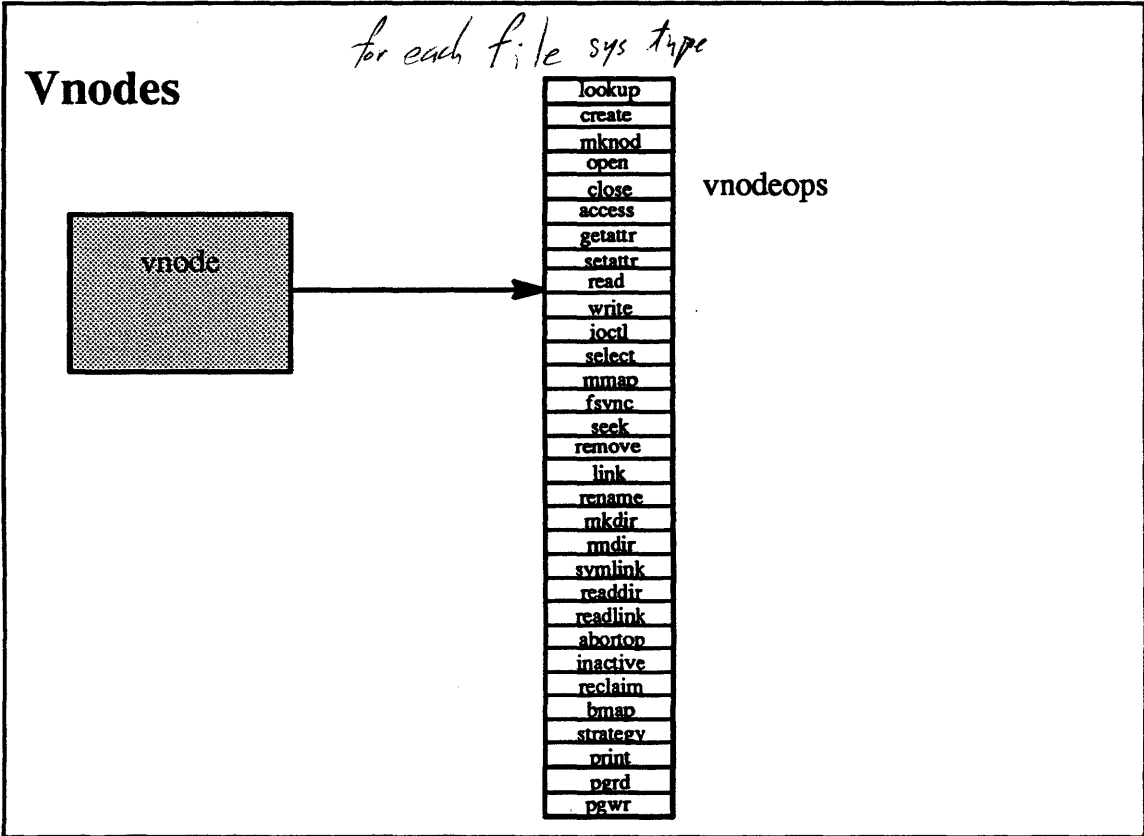 for each file sys type
Vnodes
vnode
vnodeops
lookup
create
mknod
open
close
access
getattr
setattr
read
write
ioctl
select
mmap
fsync
seek
remove
link
rename
mkdir
rmdir
symlink
readdir
readlink
abortop
inactive
reclaim
bmap
strategy
print
pgrd
pgwr